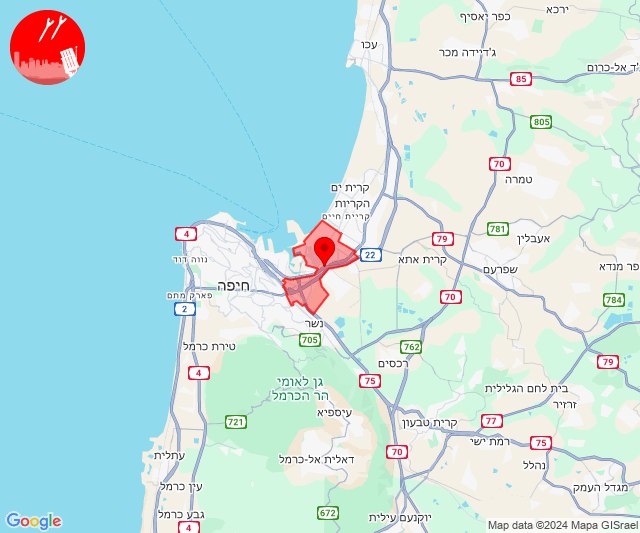 ירכא
כפר יאסיף
עכו
ג'דיידה מכר
85
ד אל-כרום
805
70
טמרה
קרית ים
הקריות
קריית חיים
781
4
79
אעבלין
22
קרית אתא
נווה דוד
שפרעם
פר מנדא
חיפה
פארק מתם
70
784
2
נשר
705
762
טירת כרמל
79
רכסים
4
75
גן לאומי
הר הכרמל
בית לחם הגלילית
זרזיר
עיספיא
721
קרית טבעון
77
רמת ישי
75
עתלית
70
דאלית אל-כרמל
נהלל
עין כרמל
מגדל העמק
672
גבע כרמל
יוקנעם עילית
4
Google
Map data ©2024 Mapa GISrael